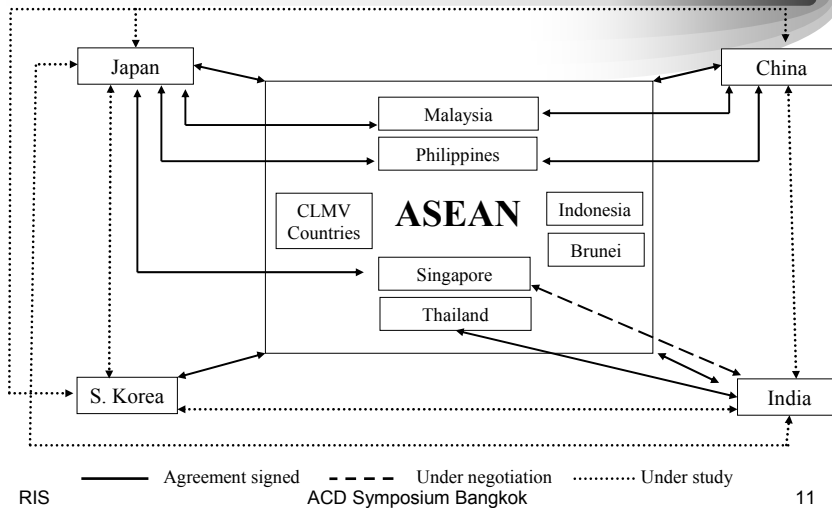 Japan
China
Malaysia
Philippines
CLMV
Countries
ASEAN
Indonesia
Brunei
Singapore
Thailand
S. Korea
India
Agreement signed
Under negotiation
Under study
RIS
ACD Symposium Bangkok
11